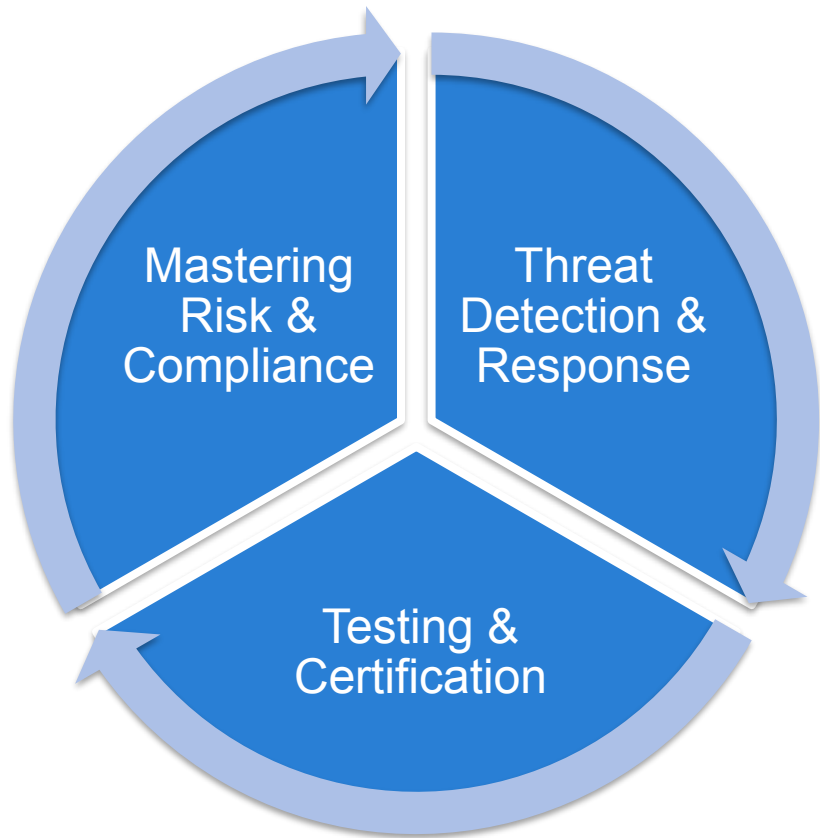 Mastering
Risk &
Compliance
Threat
Detection &
Response
Testing &
Certification